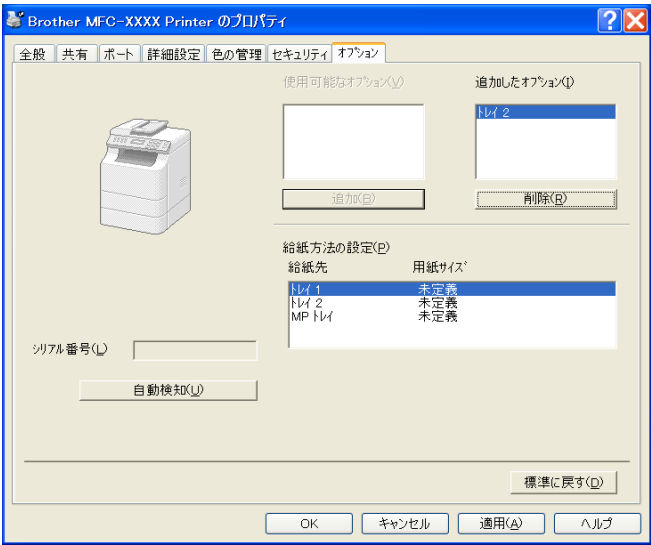 Brother MFC-XXXX Printer のプロパティ
全般 共有 ポート 詳細設定 色の管理 セキュリティ オプション
使用可能なオプション(V) 追加したオプション(I)
トレイ 2
追加(B) 削除(R)
給紙方法の設定(P)
給紙先 用紙サイズ
トレイ 1 未定義
トレイ 2 未定義
MP トレイ 未定義
シリアル番号(L)
自動検知(U)
標準に戻す(D)
OK キャンセル 適用(A) ヘルプ